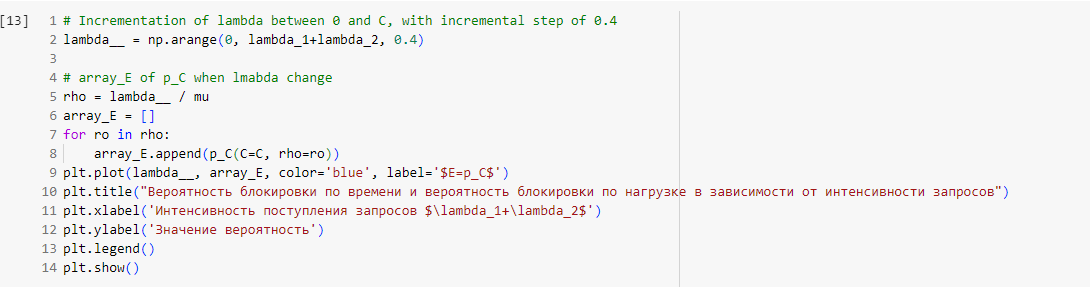 [13] 1 # Incrementation of lambda between 0 and C, with incremental step of 0.4
2 lambda__ = np.arange(0, lambda_1+lambda_2, 0.4)
3
4 # array_E of p_C when lmabda change
5 rho = lambda__ / mu
6 array_E = []
7 for ro in rho:
8     array_E.append(p_C(C=C, rho=ro))
9 plt.plot(lambda__, array_E, color='blue', label='$E=p_C$')
10 plt.title("Вероятность блокировки по времени и вероятность блокировки по нагрузке в зависимости от интенсивности запросов")
11 plt.xlabel('Интенсивность поступления запросов $\lambda_1+\lambda_2$')
12 plt.ylabel('Значение вероятность')
13 plt.legend()
14 plt.show()